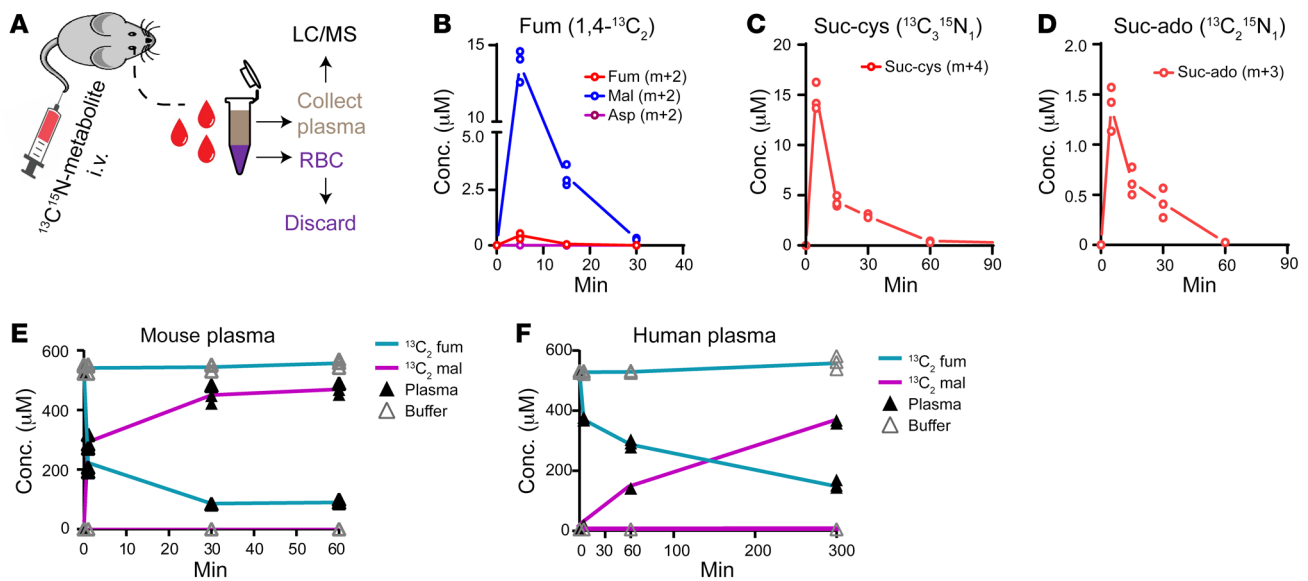 A
LC/MS
Collect
plasma
RBC
Discard
¹³C¹⁵N-metabolite
i.v.
B
Fum (1,4-¹³C₂)
Conc. (µM)
15
10
5.0
2.5
0
Fum (m+2)
Mal (m+2)
Asp (m+2)
0 10 20 30 40
Min
C
Suc-cys (¹³C₃¹⁵N₁)
Conc. (µM)
20
15
10
5
0
Suc-cys (m+4)
0 30 60 90
Min
D
Suc-ado (¹³C₂¹⁵N₁)
Conc. (µM)
2.0
1.5
1.0
0.5
0
Suc-ado (m+3)
0 30 60 90
Min
E
Mouse plasma
Conc. (µM)
600
400
200
0
¹³C₂ fum
¹³C₂ mal
Plasma
Buffer
0 10 20 30 40 50 60
Min
F
Human plasma
Conc. (µM)
600
400
200
0
¹³C₂ fum
¹³C₂ mal
Plasma
Buffer
0 30 60 100 200 300
Min